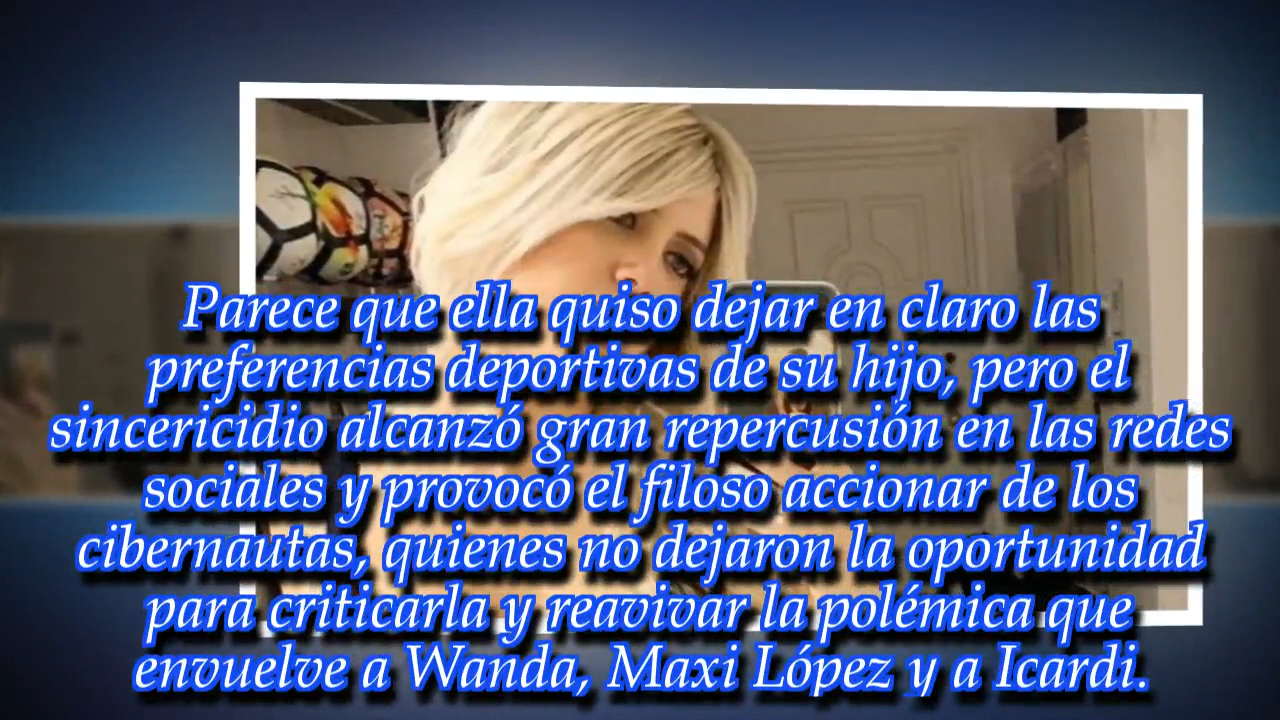 Parece que ella quiso dejar en claro las
preferencias deportivas de su hijo, pero el
sincericidio alcanzó gran repercusión en las redes
sociales y provocó el filoso accionar de los
cibernautas, quienes no dejaron la oportunidad
para criticarla y reavivar la polémica que
envuelve a Wanda, Maxi López y a Icardi.